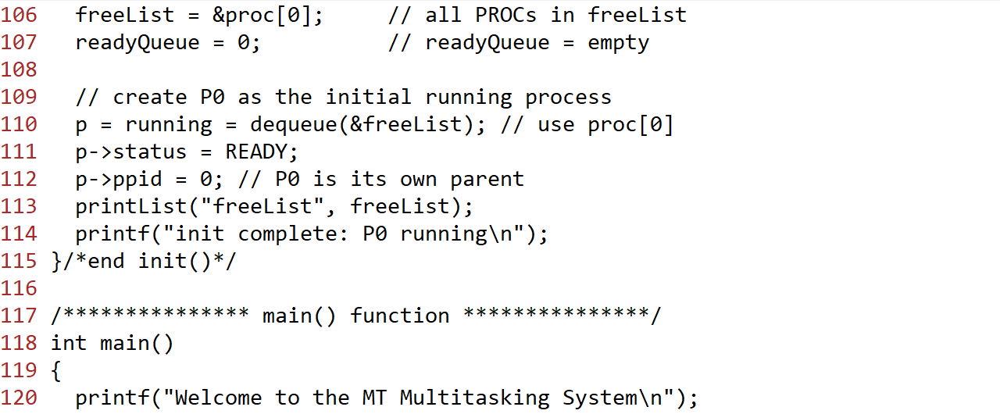 106   freeList = &proc[0];     // all PROCs in freeList
107   readyQueue = 0;          // readyQueue = empty
108
109   // create P0 as the initial running process
110   p = running = dequeue(&freeList); // use proc[0]
111   p->status = READY;
112   p->ppid = 0; // P0 is its own parent
113   printList("freeList", freeList);
114   printf("init complete: P0 running\n");
115 }/*end init()*/
116
117 /*************** main() function ***************/
118 int main()
119 {
120   printf("Welcome to the MT Multitasking System\n");